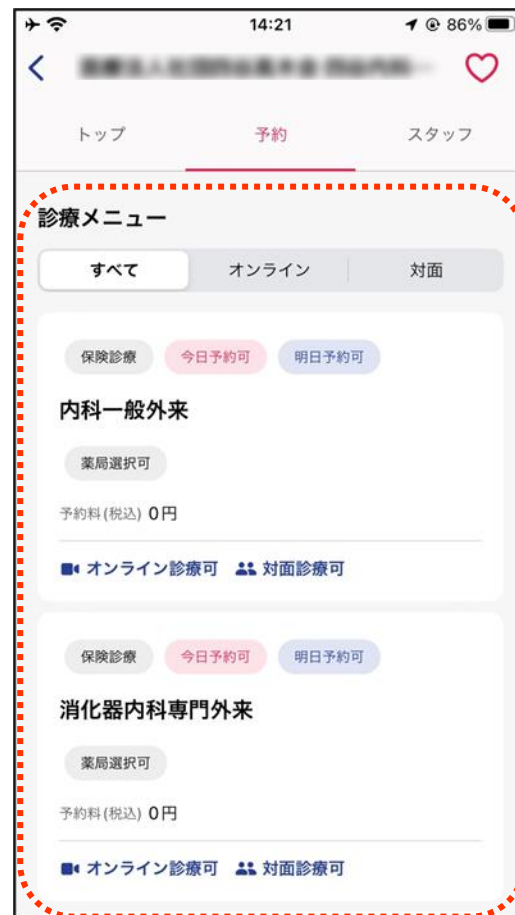 14:21
86%
トップ 予約 スタッフ
診療メニュー
すべて オンライン 対面
保険診療 今日予約可 明日予約可
内科一般外来
薬局選択可
予約料(税込) 0円
オンライン診療可 対面診療可
保険診療 今日予約可 明日予約可
消化器内科専門外来
薬局選択可
予約料(税込) 0円
オンライン診療可 対面診療可